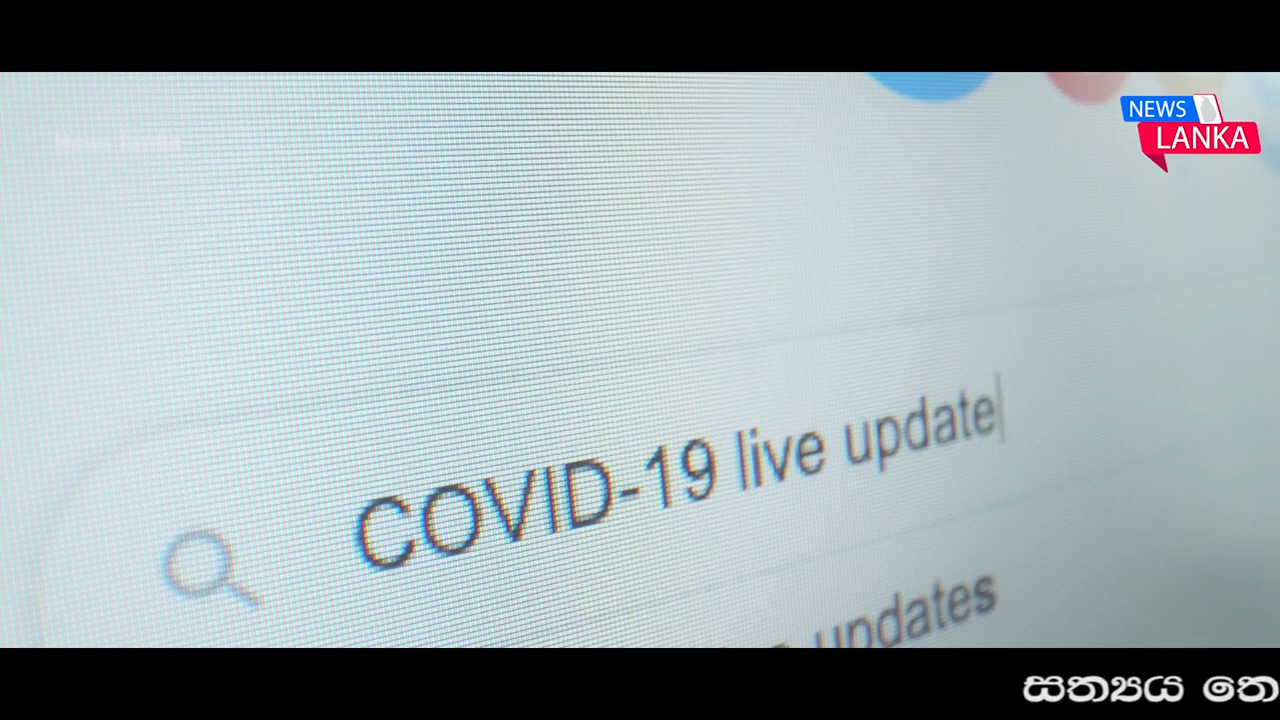 NEWS
LANKA
COVID-19 live update
updates
සත්‍යය තෙ